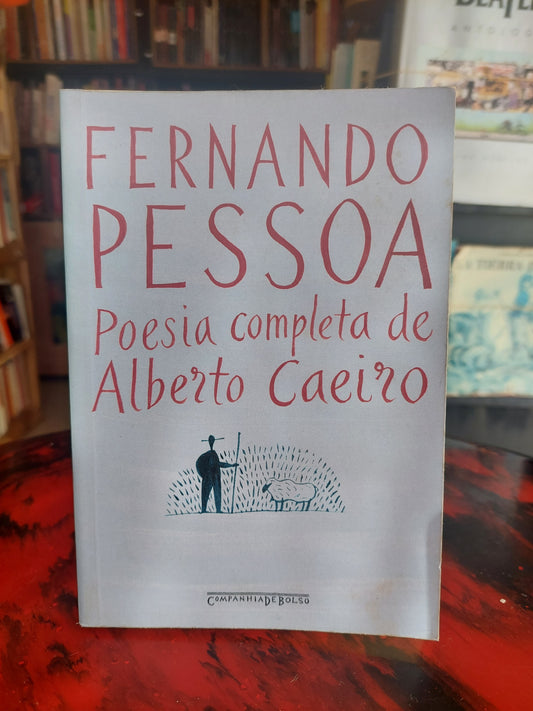 FERNANDO
PESSOA
Poesia completa de
Alberto Caeiro
COMPANHIA DE BOLSO